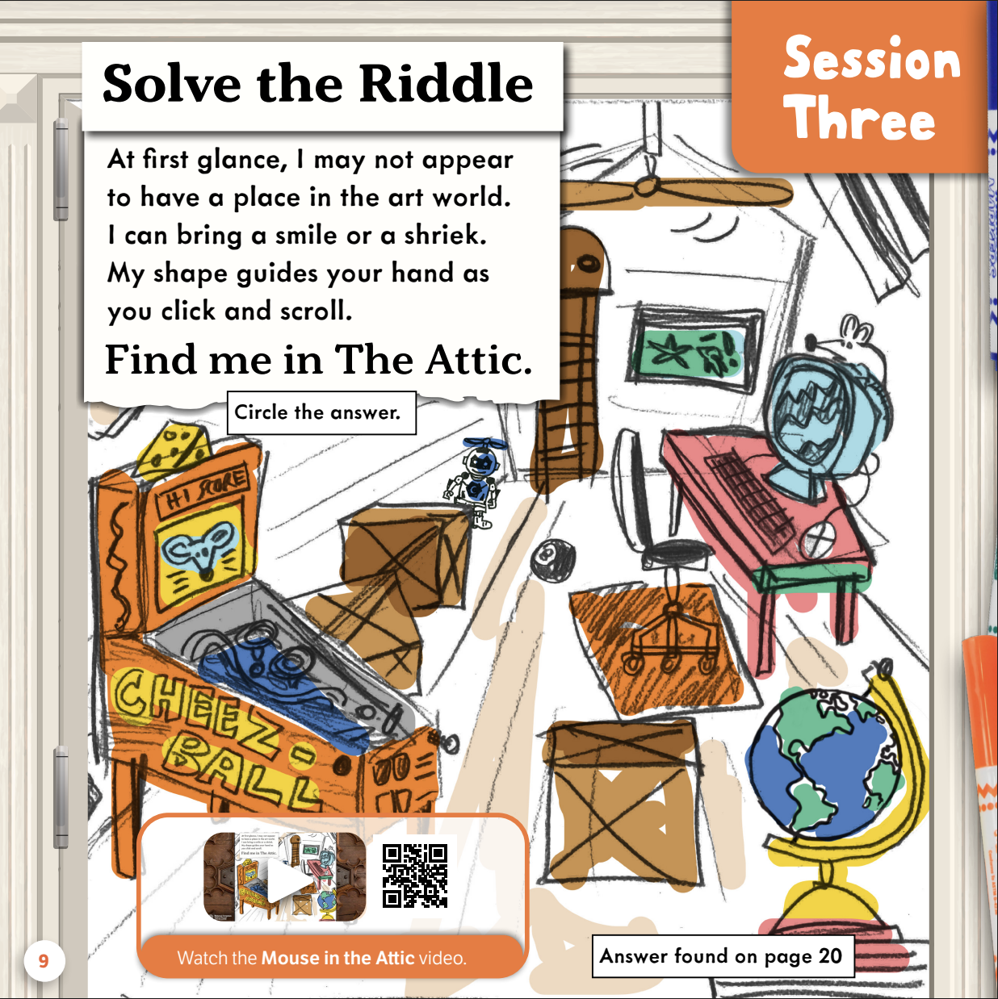 Session
Three
Solve the Riddle
At first glance, I may not appear
to have a place in the art world.
I can bring a smile or a shriek.
My shape guides your hand as
you click and scroll.
Find me in The Attic.
Circle the answer.
HI SCORE
8
CHEEZ-
BALL
Watch the Mouse in the Attic video.
Answer found on page 20
9